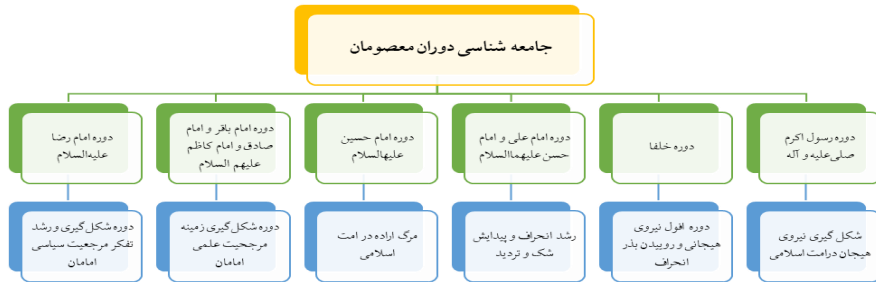 جامعه شناسی دوران معصومان
دوره رسول اکرم
صلی‌علیه و آله
دوره خلفا
دوره امام علی و امام
حسن علیهماالسلام
دوره امام حسین
علیهالسلام
دوره امام باقر و امام
صادق و امام کاظم
علیهم السلام
دوره امام رضا
علیه‌السلام
شکل گیری نیروی
هیجان درامت اسلامی
دوره افول نیروی
هیجانی و روییدن بذر
انحراف
رشد انحراف و پیدایش
شک و تردید
مرگ اراده در امت
اسلامی
دوره شکل‌گیری زمینه
مرجحیت علمی
امامان
دوره شکل‌گیری و رشد
تفکر مرجعیت سیاسی
امامان